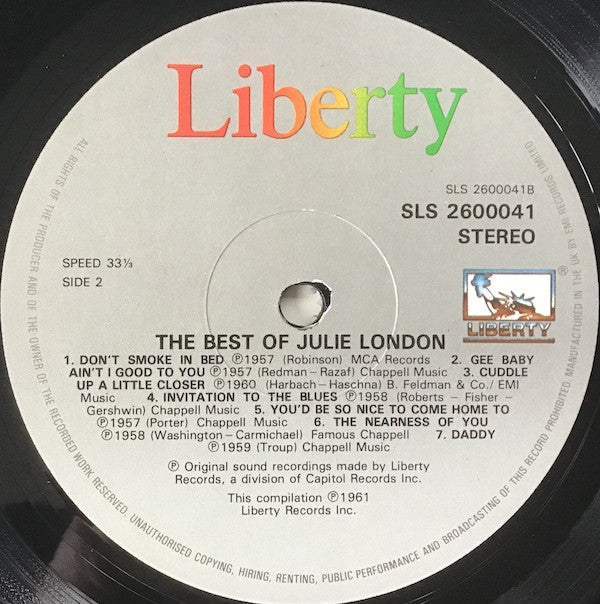 Liberty
SLS 2600041B
SLS 2600041
STEREO
SPEED 33⅓
SIDE 2
®
LIBERTY
THE BEST OF JULIE LONDON
1. DON'T SMOKE IN BED ℗1957 (Robinson) MCA Records 2. GEE BABY
AIN'T I GOOD TO YOU ℗1957 (Redman–Razaf) Chappell Music 3. CUDDLE
UP A LITTLE CLOSER ℗1960 (Harbach-Haschna) B. Feldman & Co./ EMI
Music 4. INVITATION TO THE BLUES ℗1958 (Roberts – Fisher –
Gershwin) Chappell Music 5. YOU'D BE SO NICE TO COME HOME TO
℗1957 (Porter) Chappell Music 6. THE NEARNESS OF YOU
℗1958 (Washington–Carmichael) Famous Chappell 7. DADDY
℗1959 (Troup) Chappell Music
℗ Original sound recordings made by Liberty
Records, a division of Capitol Records Inc.
This compilation ℗1961
Liberty Records Inc.
ALL RIGHTS OF THE PRODUCER AND OF THE OWNER OF THE RECORDED WORK RESERVED. UNAUTHORISED COPYING, HIRING, RENTING, PUBLIC PERFORMANCE AND BROADCASTING OF THIS RECORD PROHIBITED. MANUFACTURED IN THE UK BY EMI RECORDS LIMITED